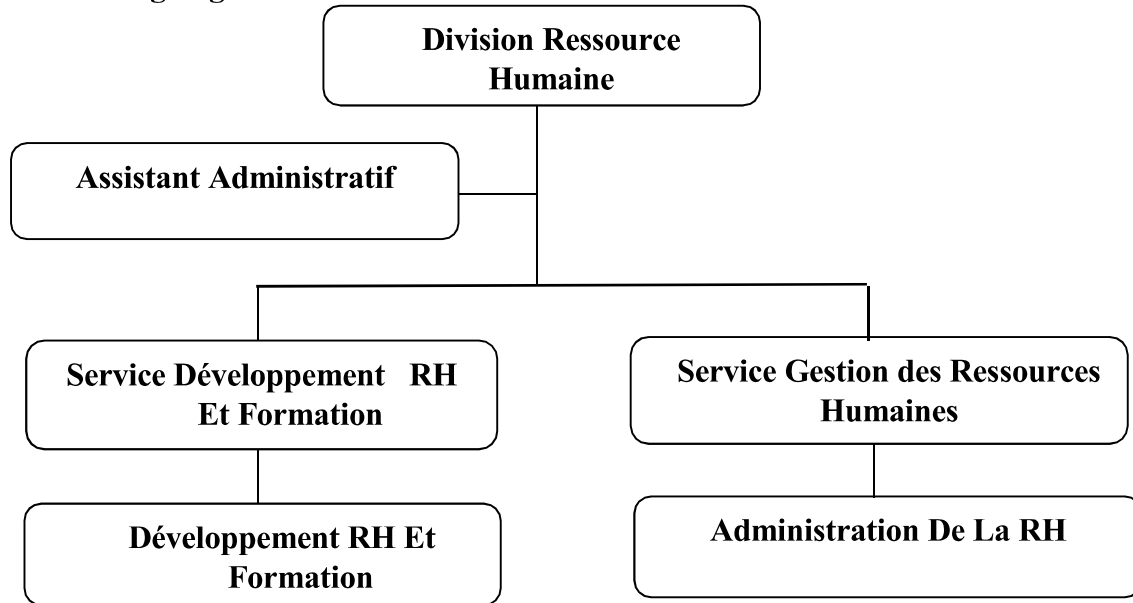 Division Ressource
Humaine
Assistant Administratif
Service Développement RH
Et Formation
Service Gestion des Ressources
Humaines
Développement RH Et
Formation
Administration De La RH